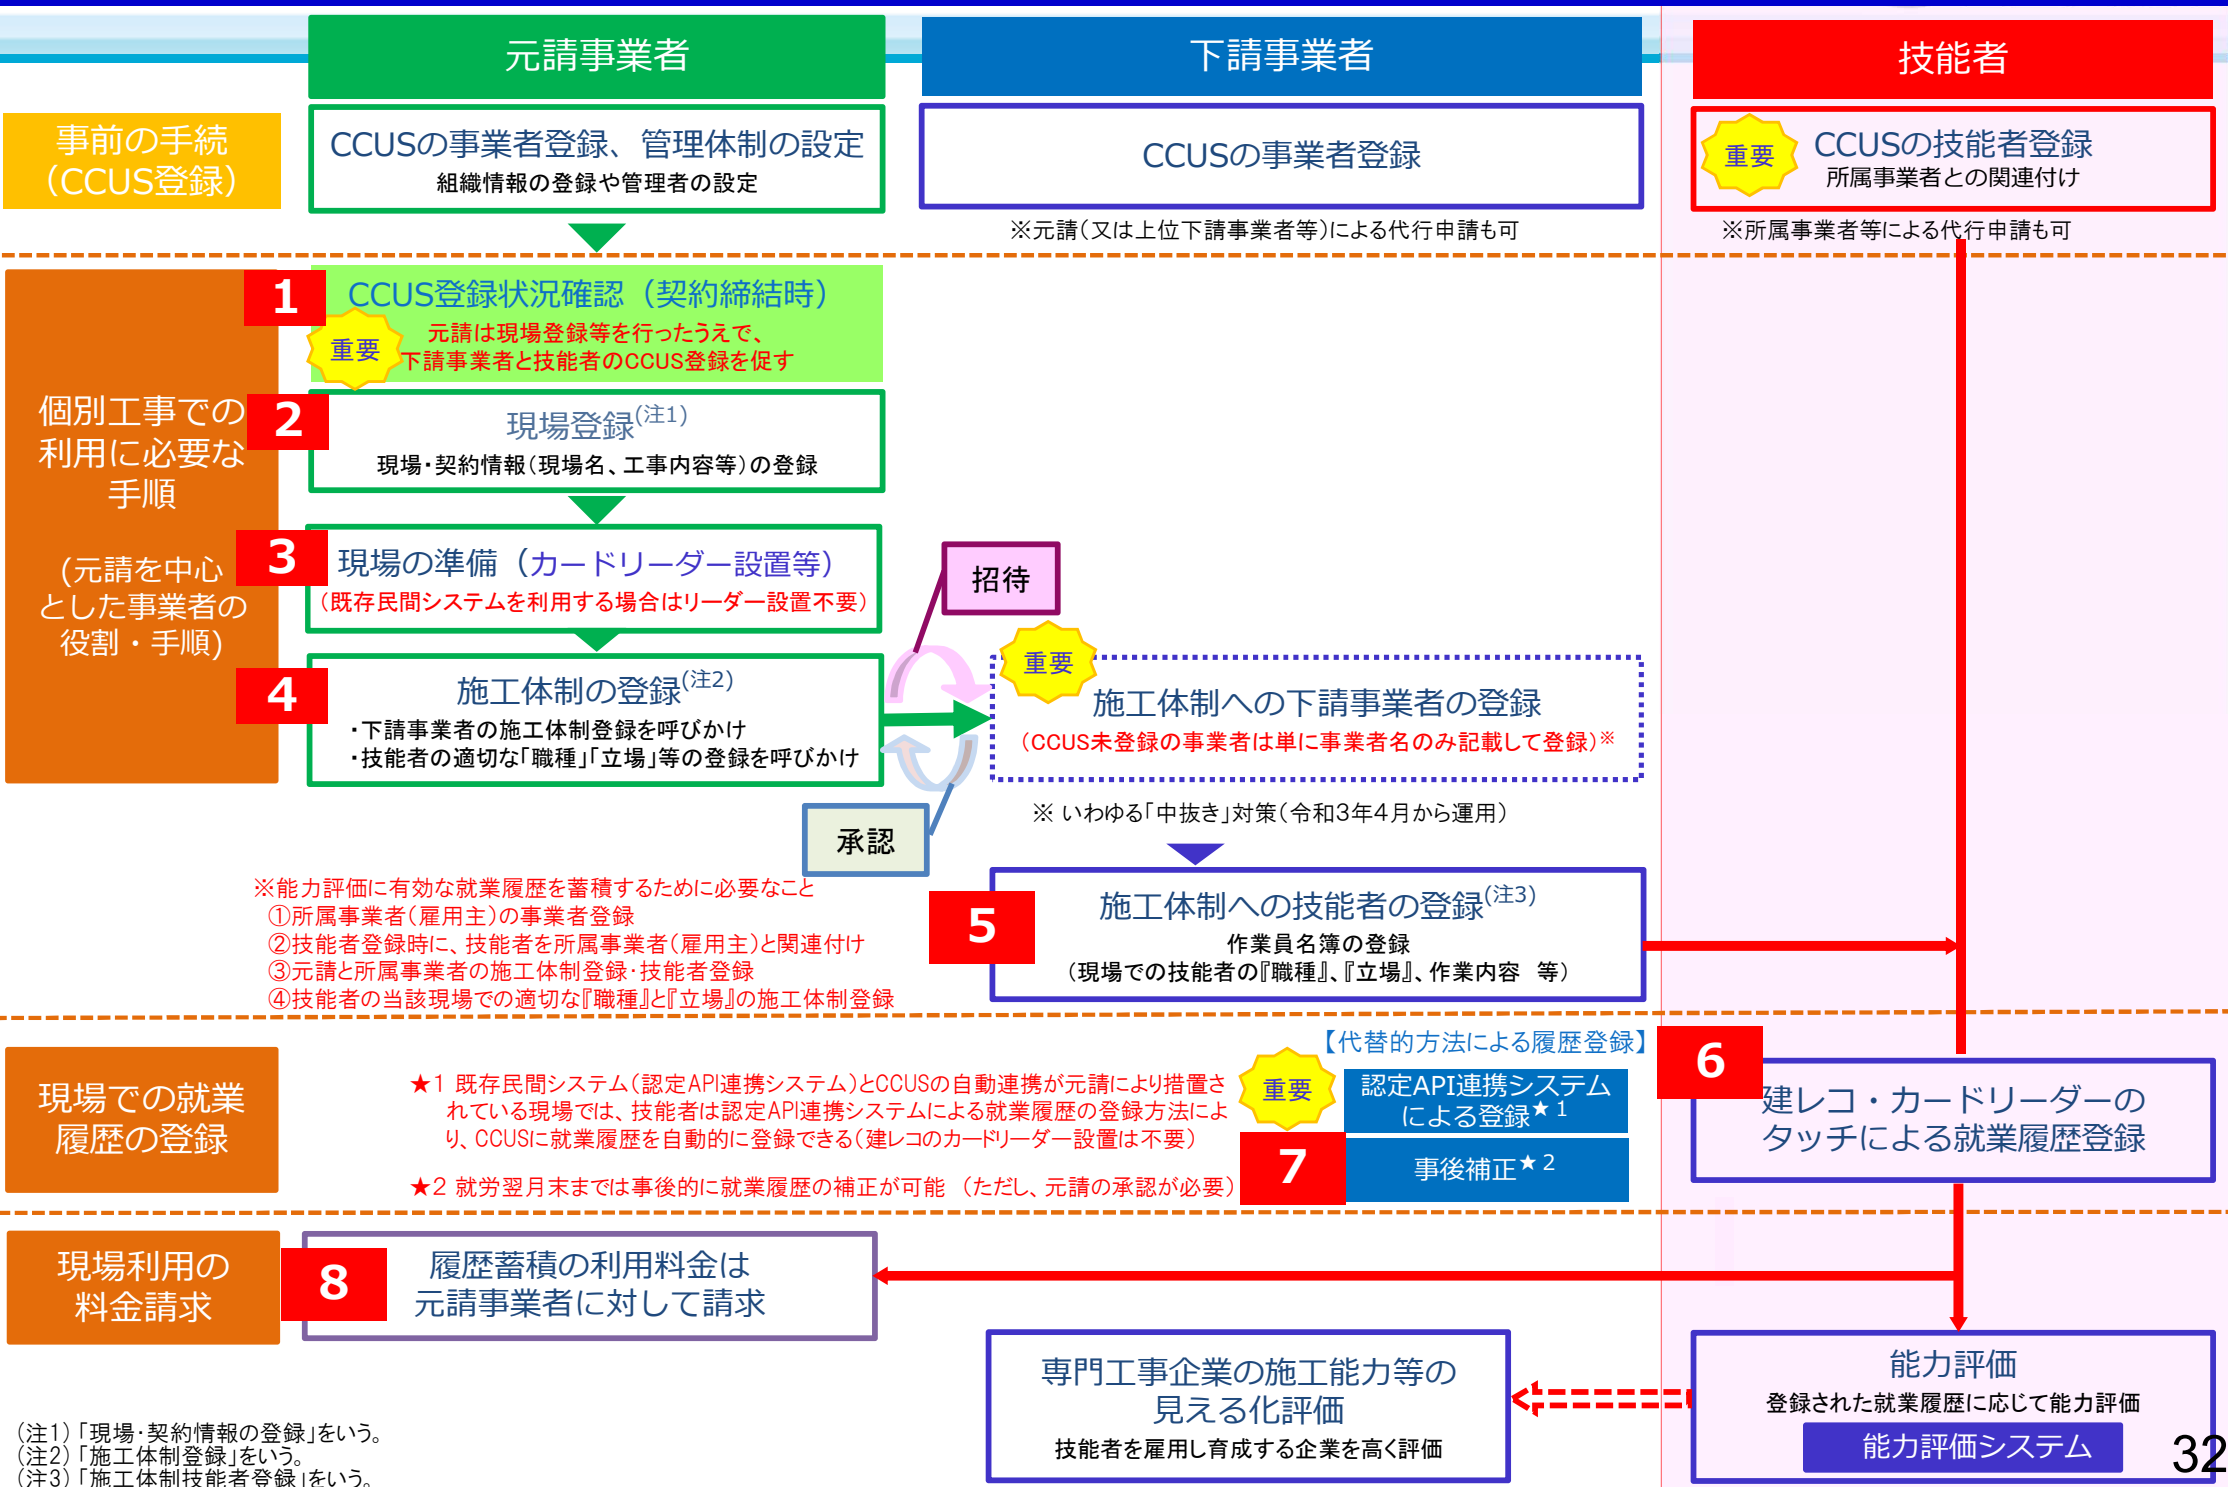 元請事業者
下請事業者
技能者
事前の手続
（CCUS登録）
CCUSの事業者登録、管理体制の設定
組織情報の登録や管理者の設定
CCUSの事業者登録
※元請（又は上位下請事業者等）による代行申請も可
重要
CCUSの技能者登録
所属事業者との関連付け
※所属事業者等による代行申請も可
個別工事での
利用に必要な
手順
(元請を中心
とした事業者の
役割・手順)
1
CCUS登録状況確認（契約締結時）
重要
元請は現場登録等を行ったうえで、
下請事業者と技能者のCCUS登録を促す
2
現場登録(注1)
現場・契約情報（現場名、工事内容等）の登録
3
現場の準備（カードリーダー設置等）
（既存民間システムを利用する場合はリーダー設置不要）
招待
4
施工体制の登録(注2)
・下請事業者の施工体制登録を呼びかけ
・技能者の適切な「職種」「立場」等の登録を呼びかけ
重要
施工体制への下請事業者の登録
（CCUS未登録の事業者は単に事業者名のみ記載して登録）※
承認
※ いわゆる「中抜き」対策（令和3年4月から運用）
※能力評価に有効な就業履歴を蓄積するために必要なこと
①所属事業者（雇用主）の事業者登録
②技能者登録時に、技能者を所属事業者（雇用主）と関連付け
③元請と所属事業者の施工体制登録・技能者登録
④技能者の当該現場での適切な『職種』と『立場』の施工体制登録
5
施工体制への技能者の登録(注3)
作業員名簿の登録
（現場での技能者の『職種』、『立場』、作業内容 等）
現場での就業
履歴の登録
★1 既存民間システム（認定API連携システム）とCCUSの自動連携が元請により措置さ
れている現場では、技能者は認定API連携システムによる就業履歴の登録方法によ
り、CCUSに就業履歴を自動的に登録できる（建レコのカードリーダー設置は不要）
★2 就労翌月末までは事後的に就業履歴の補正が可能 （ただし、元請の承認が必要）
【代替的方法による履歴登録】
重要
認定API連携システム
による登録★1
7
事後補正★2
6
建レコ・カードリーダーの
タッチによる就業履歴登録
現場利用の
料金請求
8
履歴蓄積の利用料金は
元請事業者に対して請求
専門工事企業の施工能力等の
見える化評価
技能者を雇用し育成する企業を高く評価
能力評価
登録された就業履歴に応じて能力評価
能力評価システム
（注1）「現場・契約情報の登録」をいう。
（注2）「施工体制登録」をいう。
（注3）「施工体制技能者登録」をいう。
32